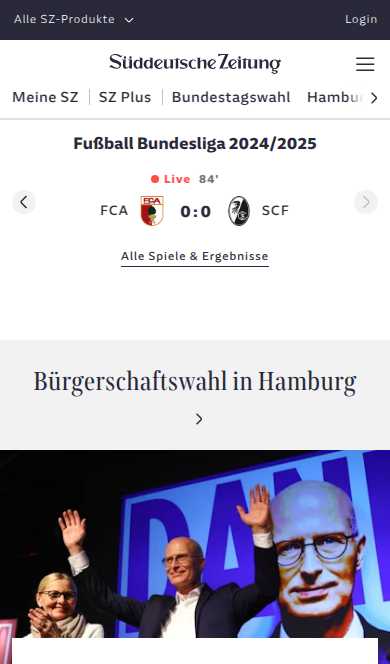 Alle SZ-Produkte
Login
Süddeutsche Zeitung
Meine SZ
SZ Plus
Bundestagswahl
Hambur
Fußball Bundesliga 2024/2025
Live 84'
FCA
FCA
0:0
SCF
Alle Spiele & Ergebnisse
Bürgerschaftswahl in Hamburg
DAN